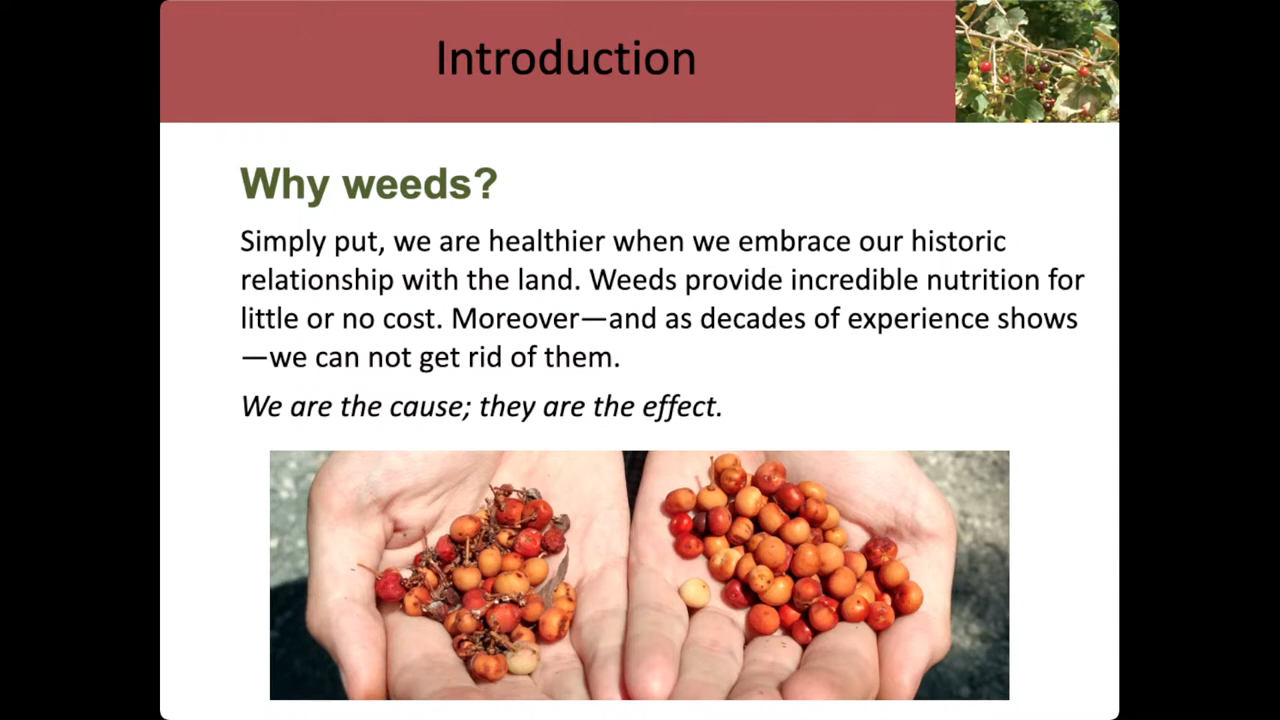 Introduction
Why weeds?
Simply put, we are healthier when we embrace our historic
relationship with the land. Weeds provide incredible nutrition for
little or no cost. Moreover—and as decades of experience shows
—we can not get rid of them.
We are the cause; they are the effect.